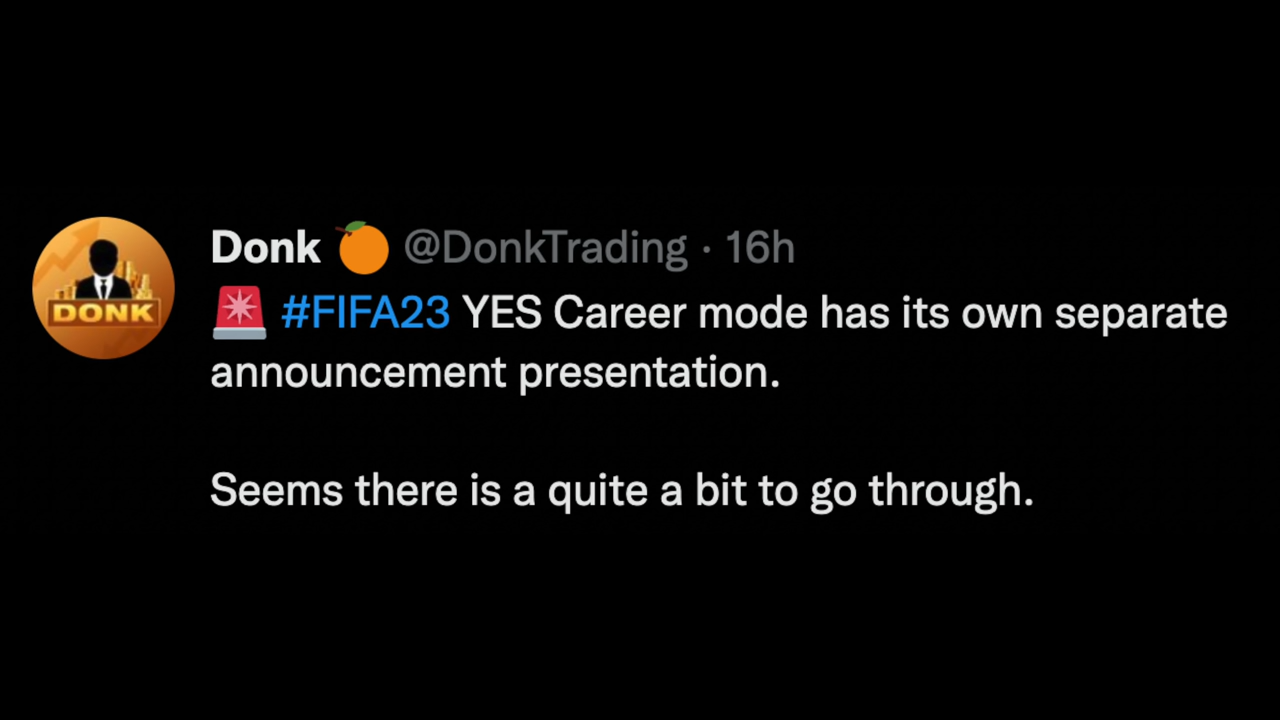 Donk 🍊 @DonkTrading · 16h
🚨 #FIFA23 YES Career mode has its own separate
announcement presentation.
Seems there is a quite a bit to go through.
DONK